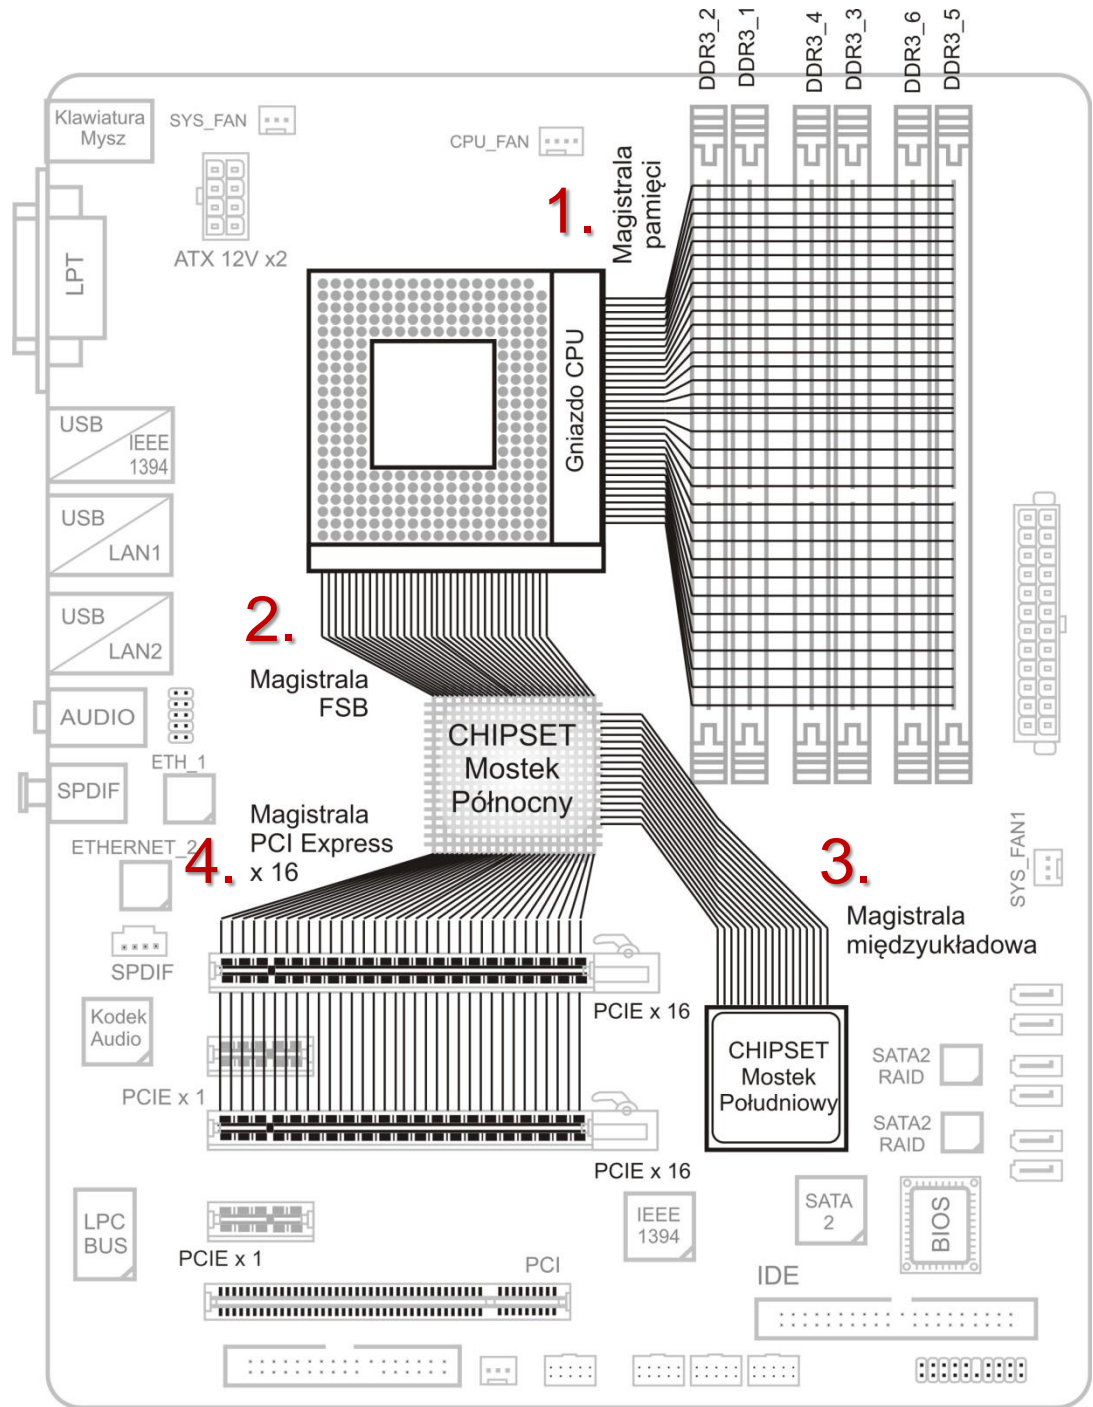 DDR3_2
DDR3_1
DDR3_4
DDR3_3
DDR3_6
DDR3_5
Klawiatura
Mysz
SYS_FAN
CPU_FAN
1.
Magistrala
pamięci
ATX 12V x2
LPT
Gniazdo CPU
USB
IEEE
1394
USB
LAN1
USB
LAN2
2.
Magistrala
FSB
AUDIO
ETH_1
SPDIF
CHIPSET
Mostek
Północny
Magistrala
PCI Express
x 16
ETHERNET_2
4.
3.
SYS_FAN1
Magistrala
międzyukładowa
SPDIF
PCIE x 16
Kodek
Audio
CHIPSET
Mostek
Południowy
SATA2
RAID
PCIE x 1
SATA2
RAID
PCIE x 16
LPC
BUS
IEEE
1394
SATA
2
BIOS
PCIE x 1
PCI
IDE